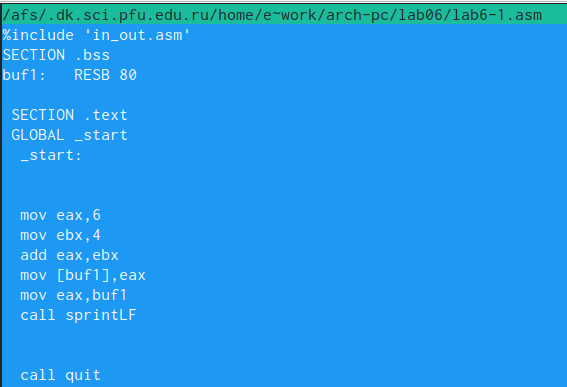 /afs/.dk.sci.pfu.edu.ru/home/e~work/arch-pc/lab06/lab6-1.asm
%include 'in_out.asm'
SECTION .bss
buf1:   RESB 80
SECTION .text
GLOBAL _start
_start:
mov eax,6
mov ebx,4
add eax,ebx
mov [buf1],eax
mov eax,buf1
call sprintLF
call quit